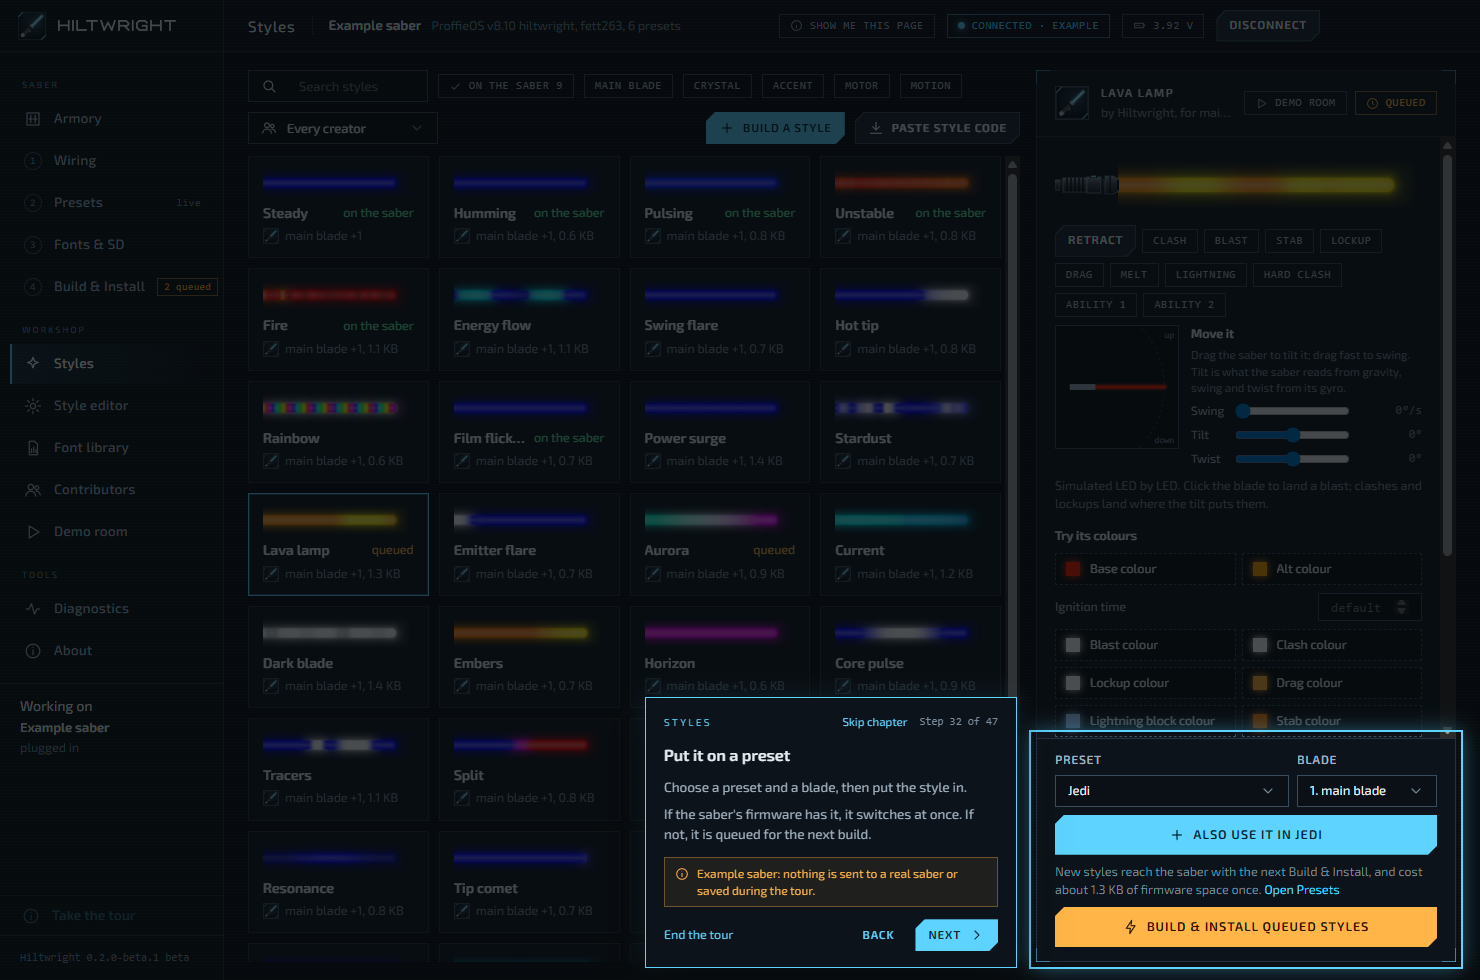 HILTWRIGHT
Styles
Example saber
ProffieOS v8.10 hiltwright, fett263, 6 presets
SHOW ME THIS PAGE
CONNECTED · EXAMPLE
3.92 V
DISCONNECT
SABER
Armory
1 Wiring
2 Presets live
3 Fonts & SD
4 Build & Install 2 queued
WORKSHOP
Styles
Style editor
Font library
Contributors
Demo room
TOOLS
Diagnostics
About
Working on
Example saber
plugged in
Take the tour
Hiltwright 0.2.0-beta.1 beta
Search styles
ON THE SABER 9
MAIN BLADE
CRYSTAL
ACCENT
MOTOR
MOTION
Every creator
BUILD A STYLE
PASTE STYLE CODE
Steady on the saber
main blade +1
Humming on the saber
main blade +1, 0.6 KB
Pulsing on the saber
main blade +1, 0.8 KB
Unstable on the saber
main blade +1, 0.8 KB
Fire on the saber
main blade +1, 1.1 KB
Energy flow
main blade +1, 1.1 KB
Swing flare
main blade +1, 0.7 KB
Hot tip
main blade +1, 0.8 KB
Rainbow
main blade +1, 0.6 KB
Film flick... on the saber
main blade +1, 0.7 KB
Power surge
main blade +1, 1.4 KB
Stardust
main blade +1, 0.7 KB
Lava lamp queued
main blade +1, 1.3 KB
Emitter flare
main blade +1, 0.7 KB
Aurora queued
main blade +1, 0.9 KB
Current
main blade +1, 1.2 KB
Dark blade
main blade +1, 1.4 KB
Embers
main blade +1, 0.7 KB
Horizon
main blade +1, 0.6 KB
Core pulse
main blade +1, 0.9 KB
Tracers
main blade +1, 1.1 KB
Split
main blade +1, 0.8 KB
Resonance
main blade +1, 0.8 KB
Tip comet
main blade +1, 0.7 KB
STYLES
Skip chapter
Step 32 of 47
Put it on a preset
Choose a preset and a blade, then put the style in.
If the saber's firmware has it, it switches at once. If
not, it is queued for the next build.
Example saber: nothing is sent to a real saber or
saved during the tour.
End the tour
BACK
NEXT
LAVA LAMP
by Hiltwright, for mai...
DEMO ROOM
QUEUED
RETRACT
CLASH
BLAST
STAB
LOCKUP
DRAG
MELT
LIGHTNING
HARD CLASH
ABILITY 1
ABILITY 2
up
down
Move it
Drag the saber to tilt it; drag fast to swing.
Tilt is what the saber reads from gravity,
swing and twist from its gyro.
Swing 0°/s
Tilt 0°
Twist 0°
Simulated LED by LED. Click the blade to land a blast; clashes and
lockups land where the tilt puts them.
Try its colours
Base colour
Alt colour
Ignition time default
Blast colour
Clash colour
Lockup colour
Drag colour
Lightning block colour
Stab colour
PRESET
BLADE
Jedi
1. main blade
ALSO USE IT IN JEDI
New styles reach the saber with the next Build & Install, and cost
about 1.3 KB of firmware space once. Open Presets
BUILD & INSTALL QUEUED STYLES